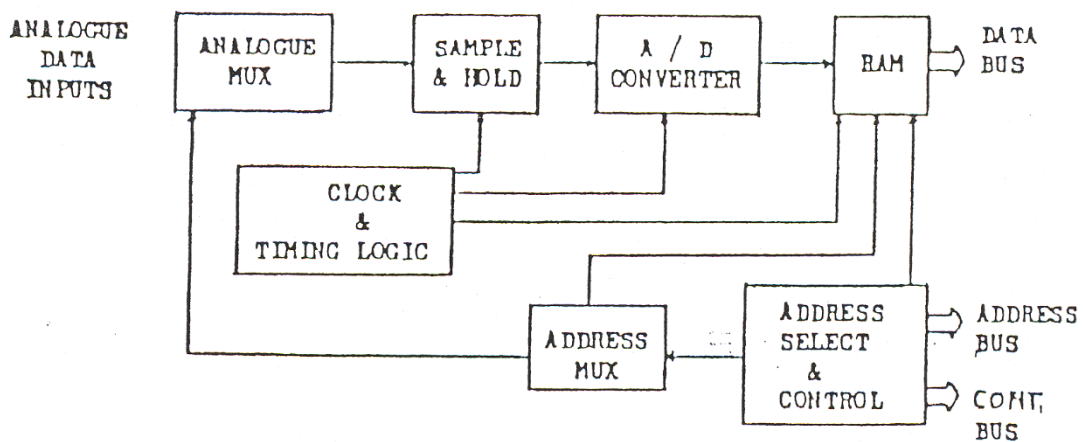 ANALOGUE
DATA
INPUTS
ANALOGUE
MUX
SAMPLE
& HOLD
A / D
CONVERTER
RAM
DATA
BUS
CLOCK
&
TIMING LOGIC
ADDRESS
MUX
ADDRESS
SELECT
&
CONTROL
ADDRESS
BUS
CONT.
BUS